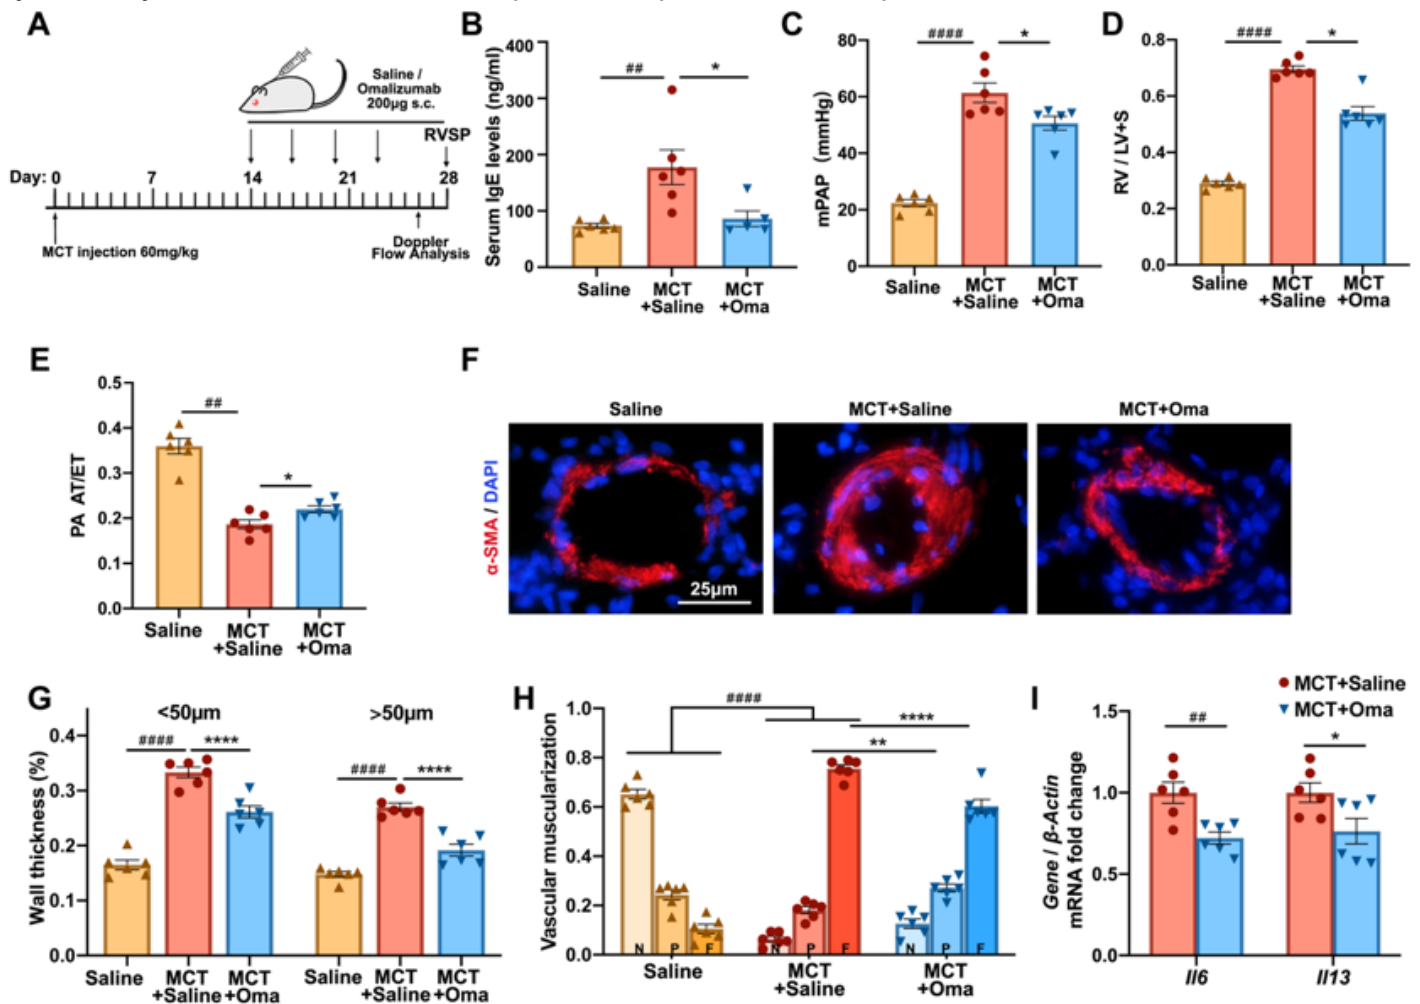 A
Saline /
Omalizumab
200µg s.c.
RVSP
Day: 0 7 14 21 28
MCT injection 60mg/kg
Doppler
Flow Analysis
B
Serum IgE levels (ng/ml)
400
300
200
100
0
##
*
Saline
MCT
+Saline
MCT
+Oma
C
mPAP (mmHg)
80
60
40
20
0
####
*
Saline
MCT
+Saline
MCT
+Oma
D
RV / LV+S
0.8
0.6
0.4
0.2
0.0
####
*
Saline
MCT
+Saline
MCT
+Oma
E
PA AT/ET
0.5
0.4
0.3
0.2
0.1
0.0
##
*
Saline
MCT
+Saline
MCT
+Oma
F
Saline
MCT+Saline
MCT+Oma
α-SMA / DAPI
25µm
G
Wall thickness (%)
0.4
0.3
0.2
0.1
0.0
<50µm
>50µm
####
****
####
****
Saline
MCT
+Saline
MCT
+Oma
Saline
MCT
+Saline
MCT
+Oma
H
Vascular muscularization
1.0
0.8
0.6
0.4
0.2
0.0
####
****
**
N P F
N P F
N P F
Saline
MCT
+Saline
MCT
+Oma
I
MCT+Saline
MCT+Oma
Gene / β-Actin
mRNA fold change
1.5
1.0
0.5
0.0
##
*
Il6
Il13